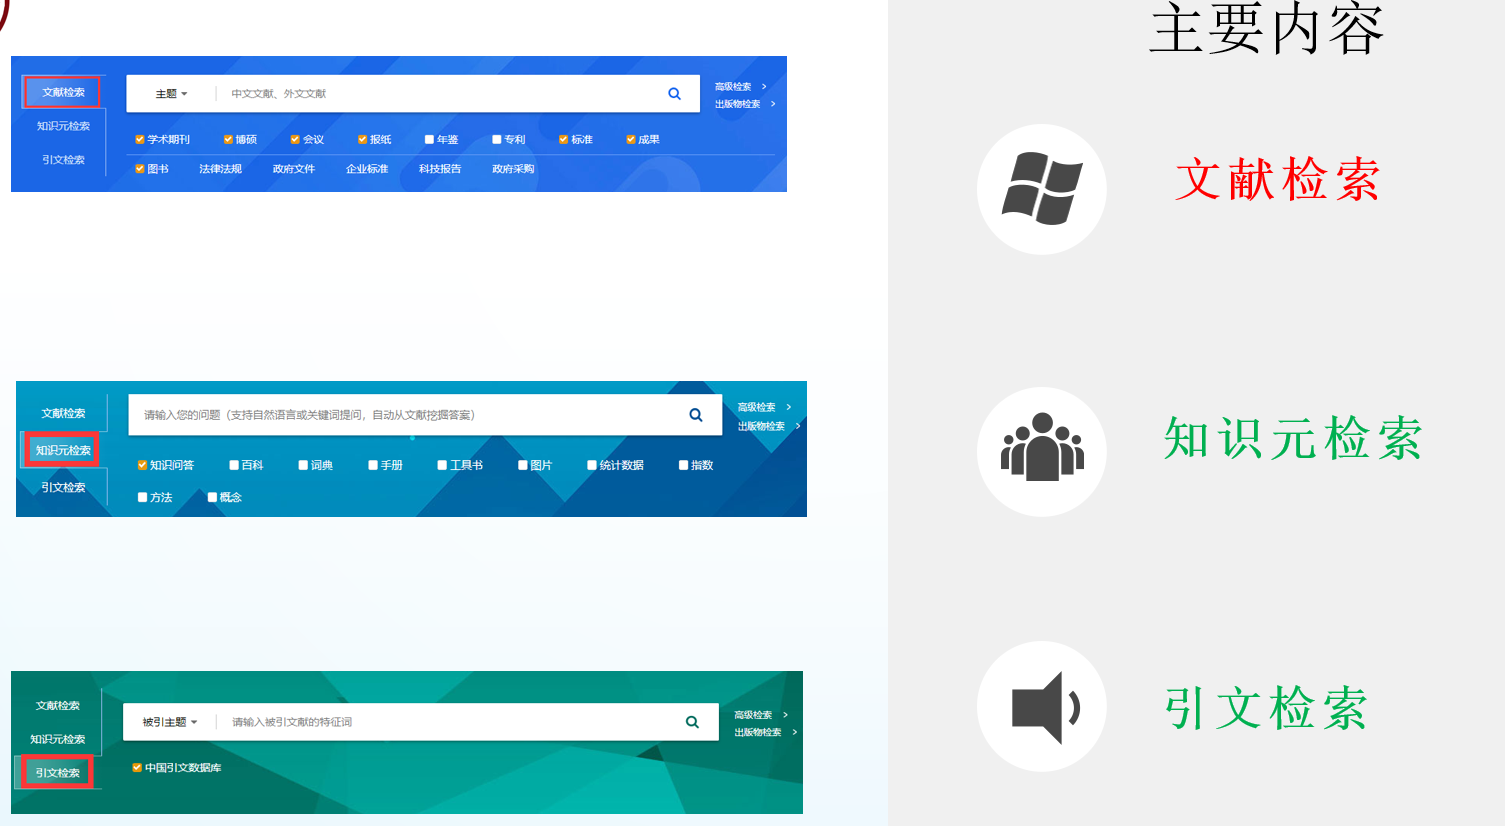 主要内容
文献检索
知识元检索
引文检索
主题
中文文献、外文文献
高级检索 >
出版物检索 >
学术期刊 博硕 会议 报纸 年鉴 专利 标准 成果
图书 法律法规 政府文件 企业标准 科技报告 政府采购
文献检索
文献检索
知识元检索
引文检索
请输入您的问题（支持自然语言或关键词提问，自动从文献挖掘答案）
高级检索 >
出版物检索 >
知识问答 百科 词典 手册 工具书 图片 统计数据 指数
方法 概念
知识元检索
文献检索
知识元检索
引文检索
被引主题
请输入被引文献的特征词
高级检索 >
出版物检索 >
中国引文数据库
引文检索